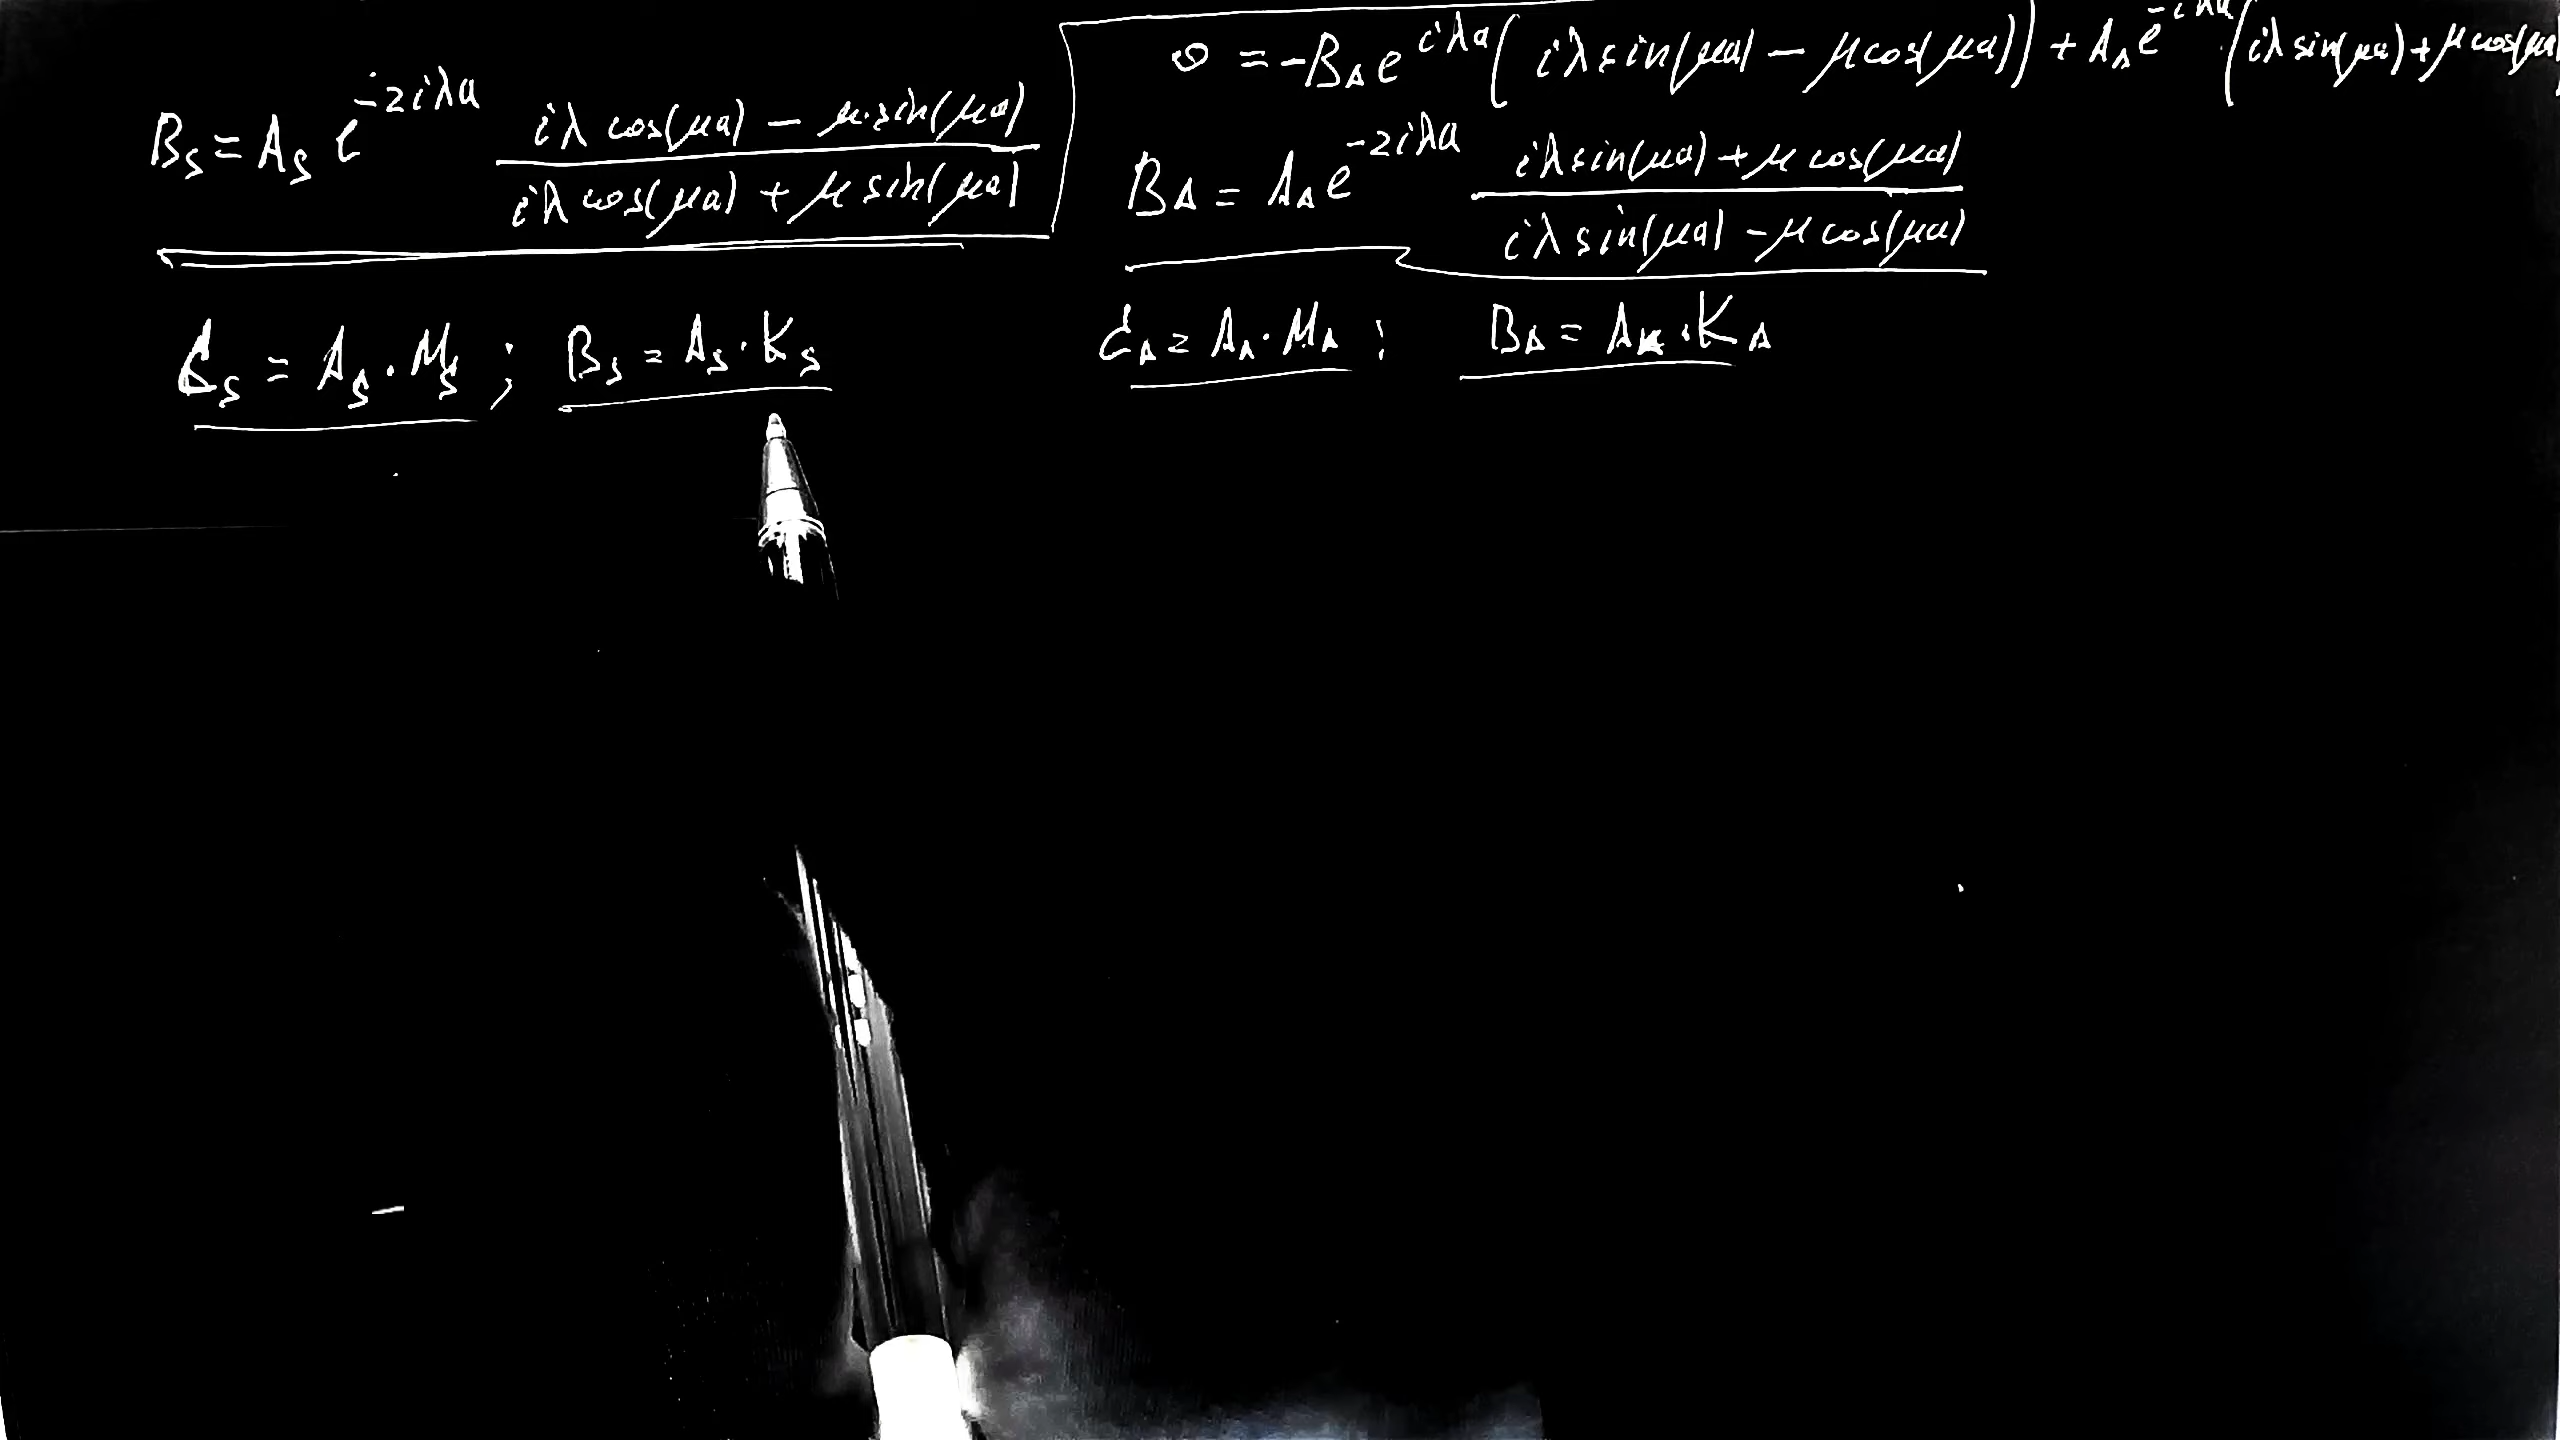 B_S = A_S e^{-2iλa} \frac{iλ cos(μa) - μ·sin(μa)}{iλ cos(μa) + μ sin(μa)}
C_S = A_S · M_S ; B_S = A_S · K_S
0 = -B_A e^{iλa} (iλ sin(μa) - μ cos(μa)) + A_A e^{-iλa} · (iλ sin(μa) + μ cos(μa
B_A = A_A e^{-2iλa} \frac{iλ sin(μa) + μ cos(μa)}{iλ sin(μa) - μ cos(μa)}
C_A = A_A · M_A ; B_A = A_A · K_A